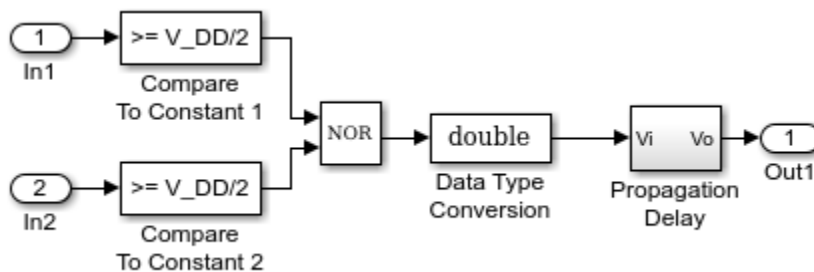 1
In1
>= V_DD/2
Compare
To Constant 1
2
In2
>= V_DD/2
Compare
To Constant 2
NOR
double
Data Type
Conversion
Vi Vo
Propagation
Delay
1
Out1